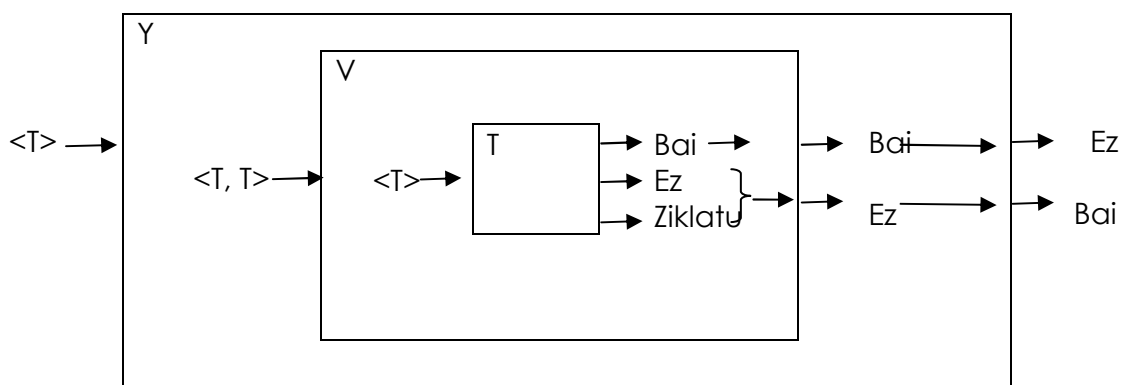 Y
V
<T>
T
Bai
Bai
Ez
<T, T>
<T>
Ez
Ziklatu
Ez
Bai